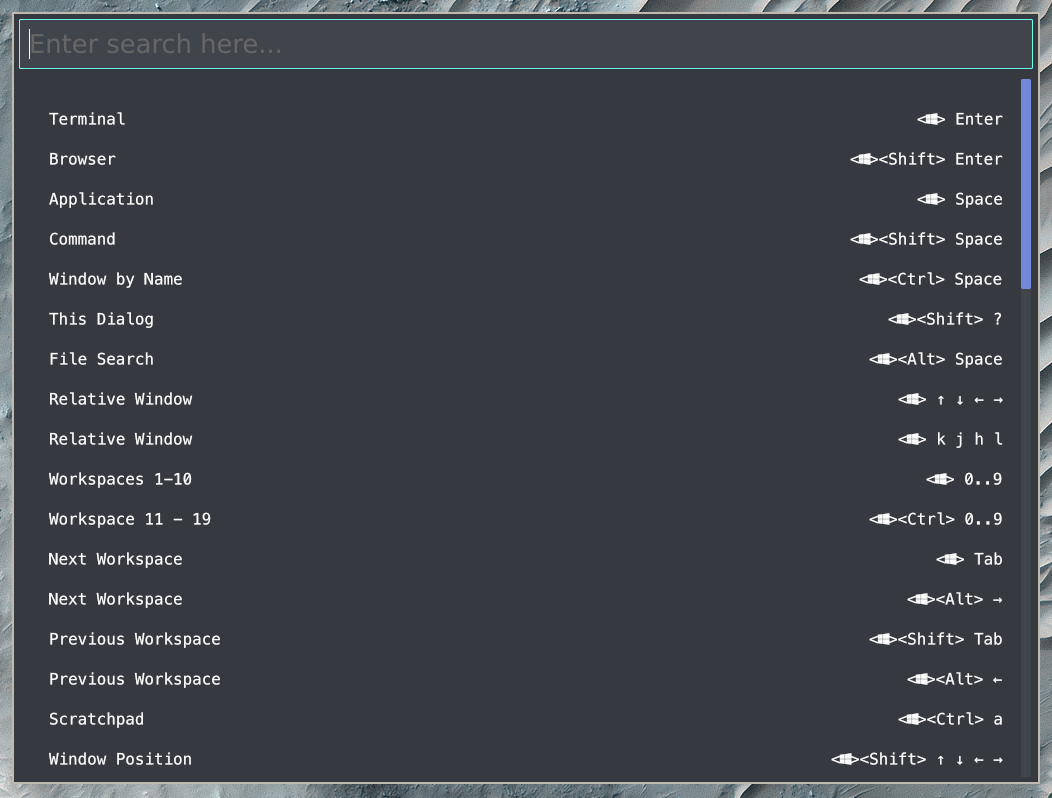 Enter search here...
Terminal <> Enter
Browser <><Shift> Enter
Application <> Space
Command <><Shift> Space
Window by Name <><Ctrl> Space
This Dialog <><Shift> ?
File Search <><Alt> Space
Relative Window <> ↑ ↓ ← →
Relative Window <> k j h l
Workspaces 1–10 <> 0..9
Workspace 11 – 19 <><Ctrl> 0..9
Next Workspace <> Tab
Next Workspace <><Alt> →
Previous Workspace <><Shift> Tab
Previous Workspace <><Alt> ←
Scratchpad <><Ctrl> a
Window Position <><Shift> ↑ ↓ ← →